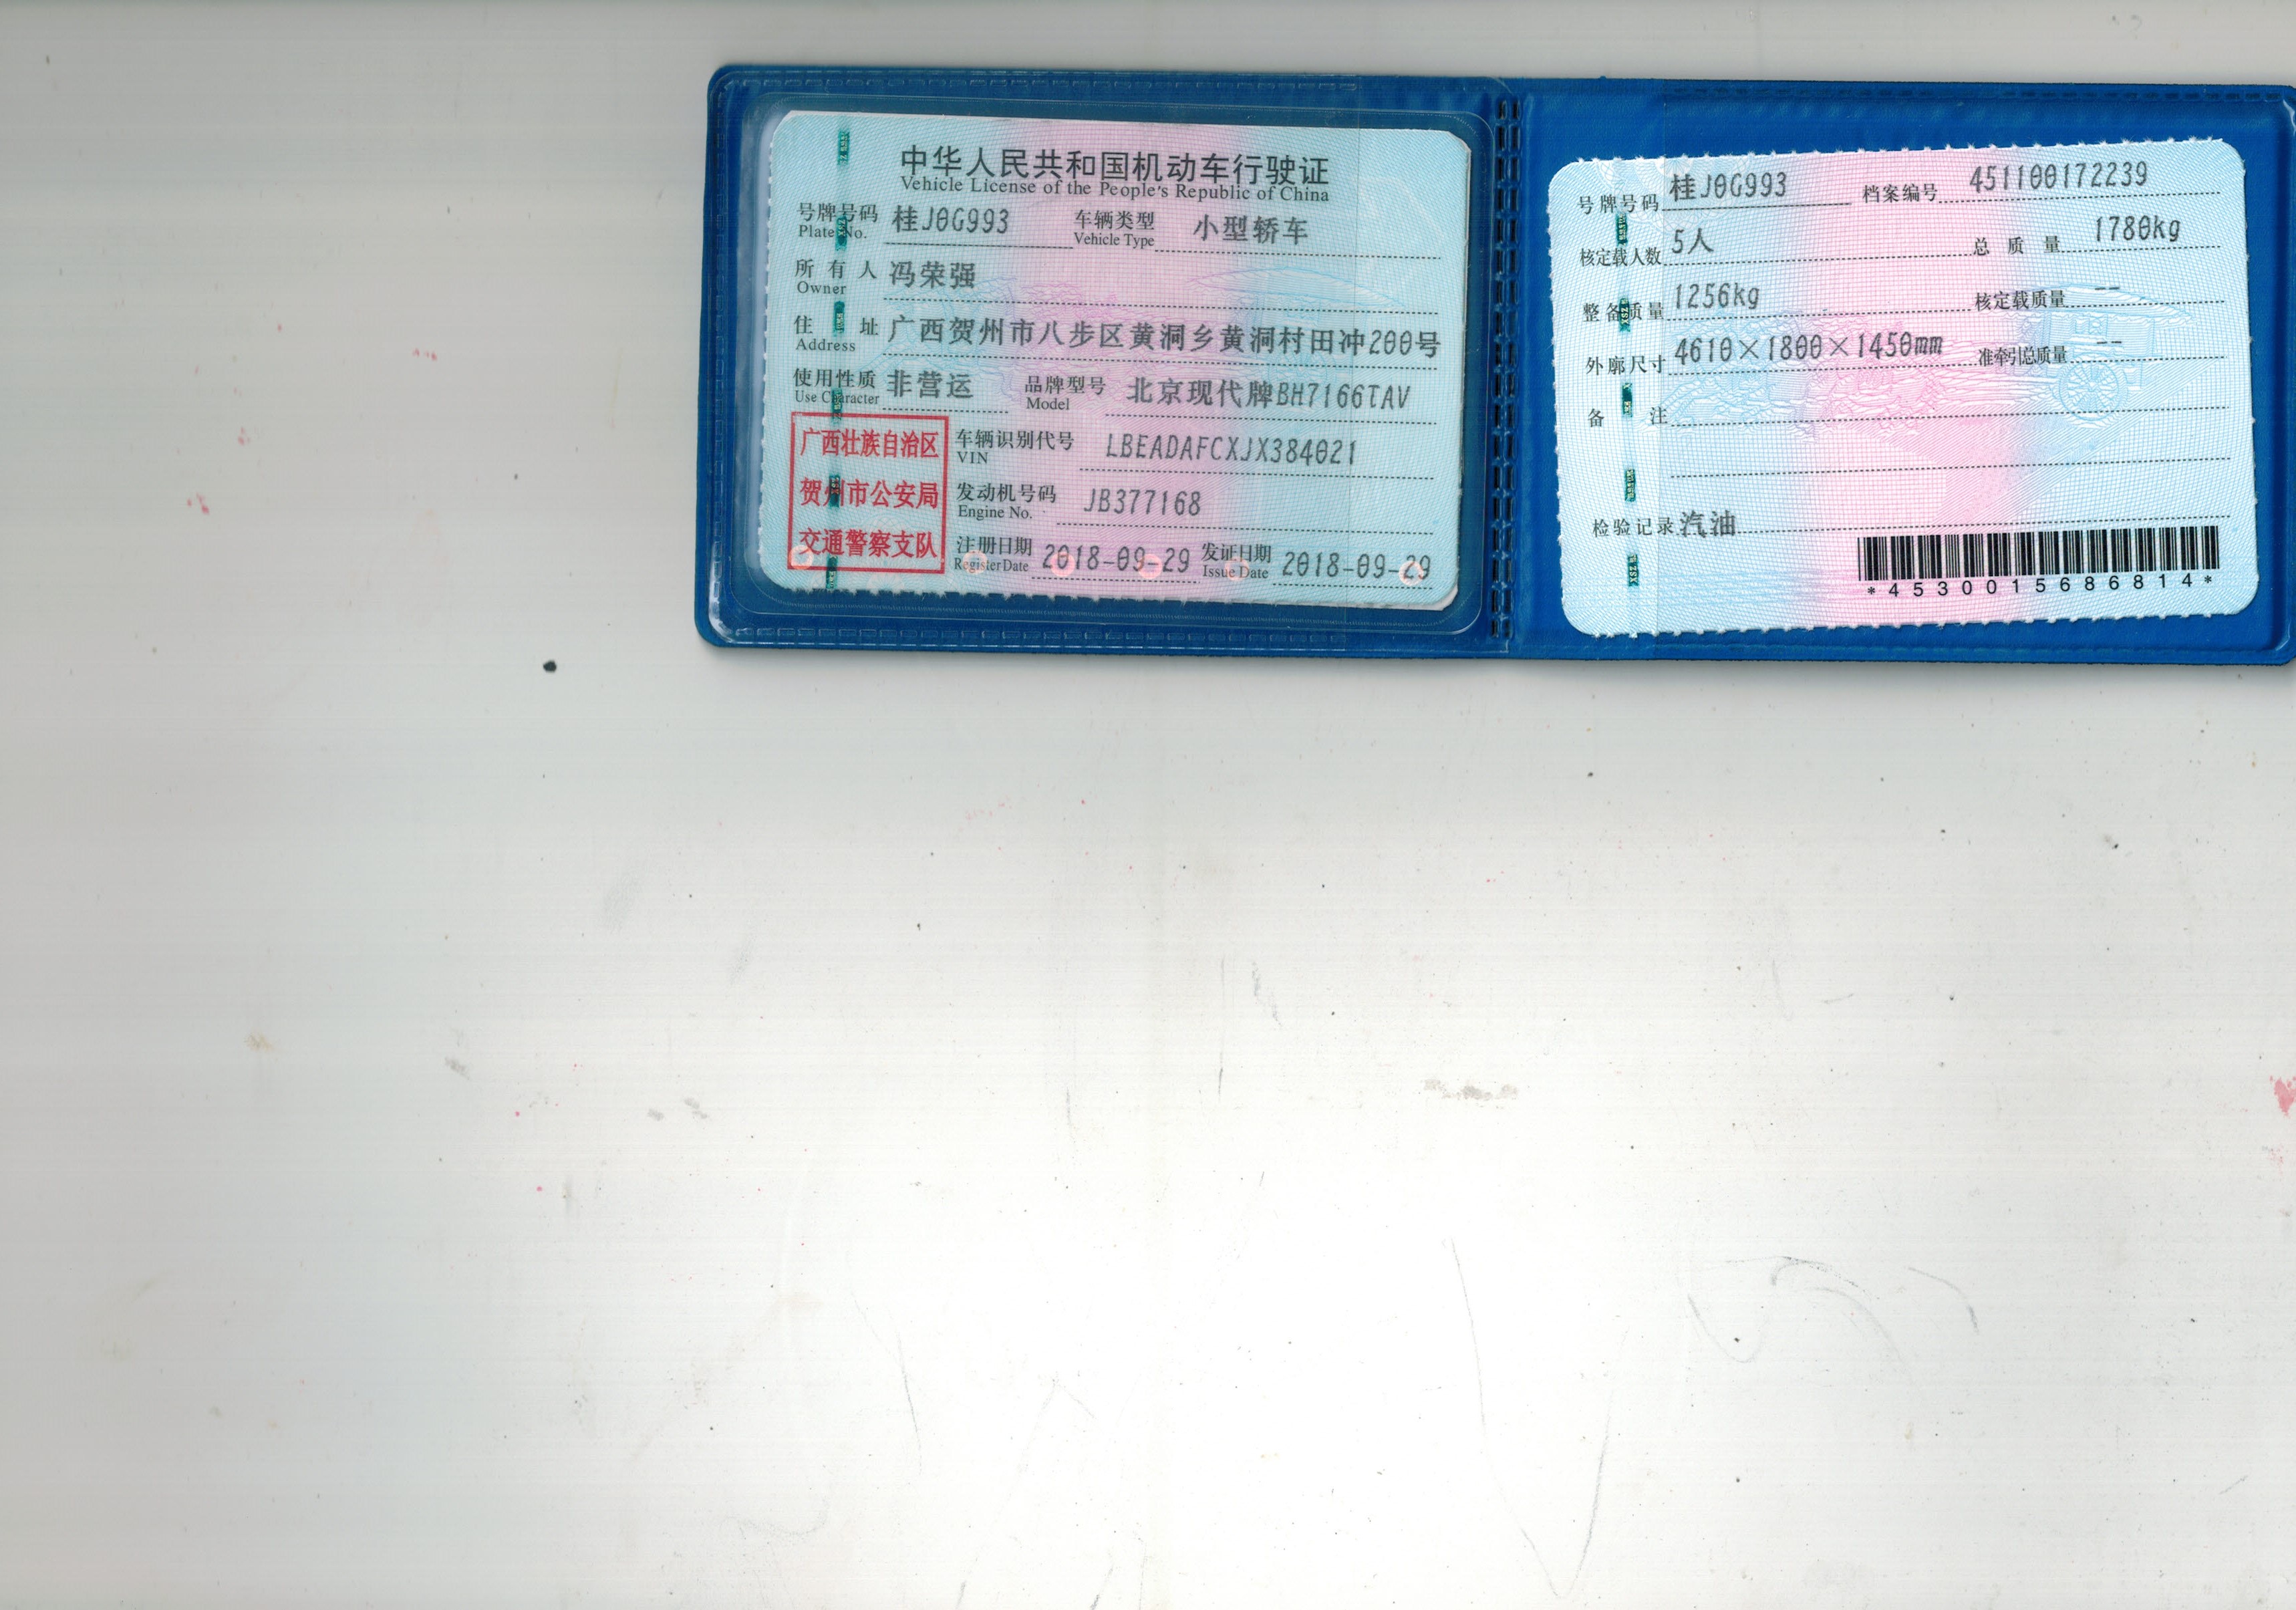 中华人民共和国机动车行驶证
Vehicle License of the People's Republic of China
号牌号码 桂J0G993 车辆类型 小型轿车
Plate No. Vehicle Type
所有人 冯荣强
Owner
住址 广西贺州市八步区黄洞乡黄洞村田冲200号
Address
使用性质 非营运 品牌型号 北京现代牌BH7166TAV
Use Character Model
广西壮族自治区
贺州市公安局
交通警察支队
车辆识别代号 LBEADAFCXJX384021
VIN
发动机号码 JB377168
Engine No.
注册日期 2018-09-29 发证日期 2018-09-29
Register Date Issue Date
号牌号码 桂J0G993 档案编号 451100172239
核定载人数 5人 总质量 1780kg
整备质量 1256kg 核定载质量 --
外廓尺寸 4610×1800×1450mm 准牵引总质量 --
备注
检验记录 汽油
*4530015686814*